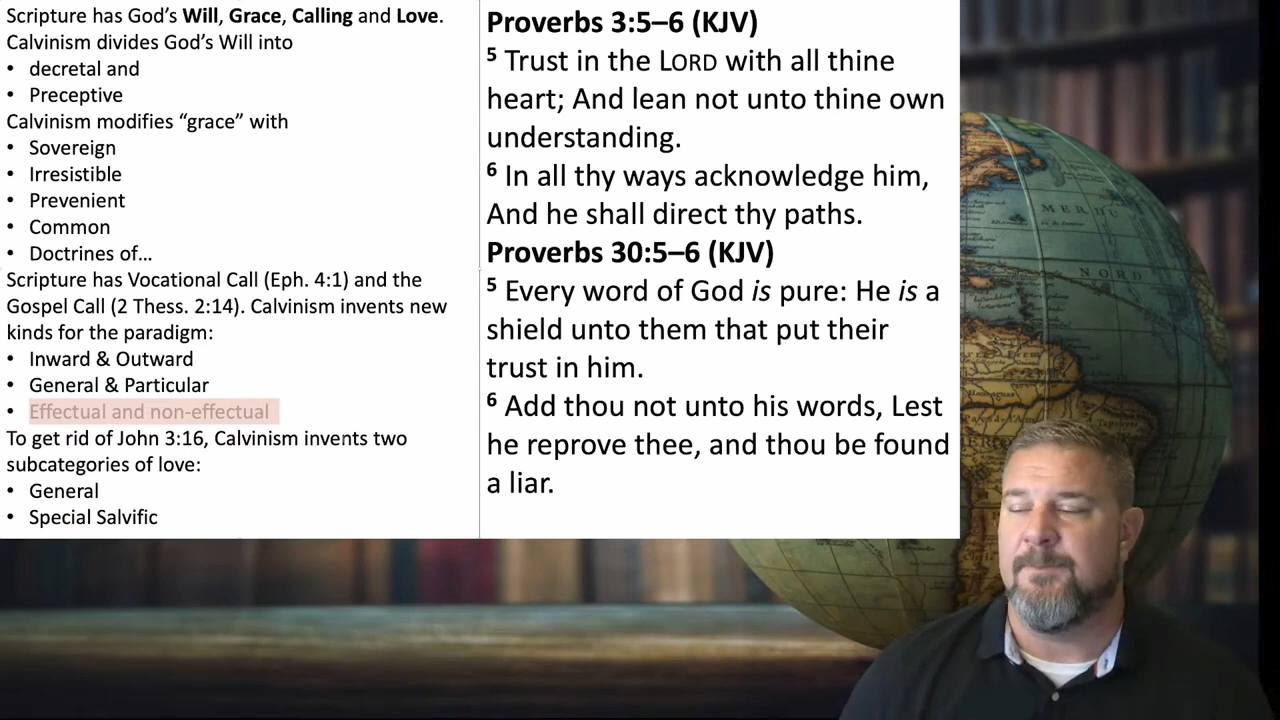 Scripture has God’s Will, Grace, Calling and Love.
Calvinism divides God’s Will into
• decretal and
• Preceptive
Calvinism modifies “grace” with
• Sovereign
• Irresistible
• Prevenient
• Common
• Doctrines of…
Scripture has Vocational Call (Eph. 4:1) and the
Gospel Call (2 Thess. 2:14). Calvinism invents new
kinds for the paradigm:
• Inward & Outward
• General & Particular
• Effectual and non-effectual
To get rid of John 3:16, Calvinism invents two
subcategories of love:
• General
• Special Salvific
Proverbs 3:5–6 (KJV)
5 Trust in the LORD with all thine
heart; And lean not unto thine own
understanding.
6 In all thy ways acknowledge him,
And he shall direct thy paths.
Proverbs 30:5–6 (KJV)
5 Every word of God is pure: He is a
shield unto them that put their
trust in him.
6 Add thou not unto his words, Lest
he reprove thee, and thou be found
a liar.
MER DU
NORD